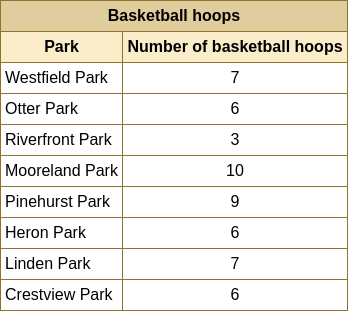 Basketball hoops
Park Number of basketball hoops
Westfield Park 7
Otter Park 6
Riverfront Park 3
Mooreland Park 10
Pinehurst Park 9
Heron Park 6
Linden Park 7
Crestview Park 6